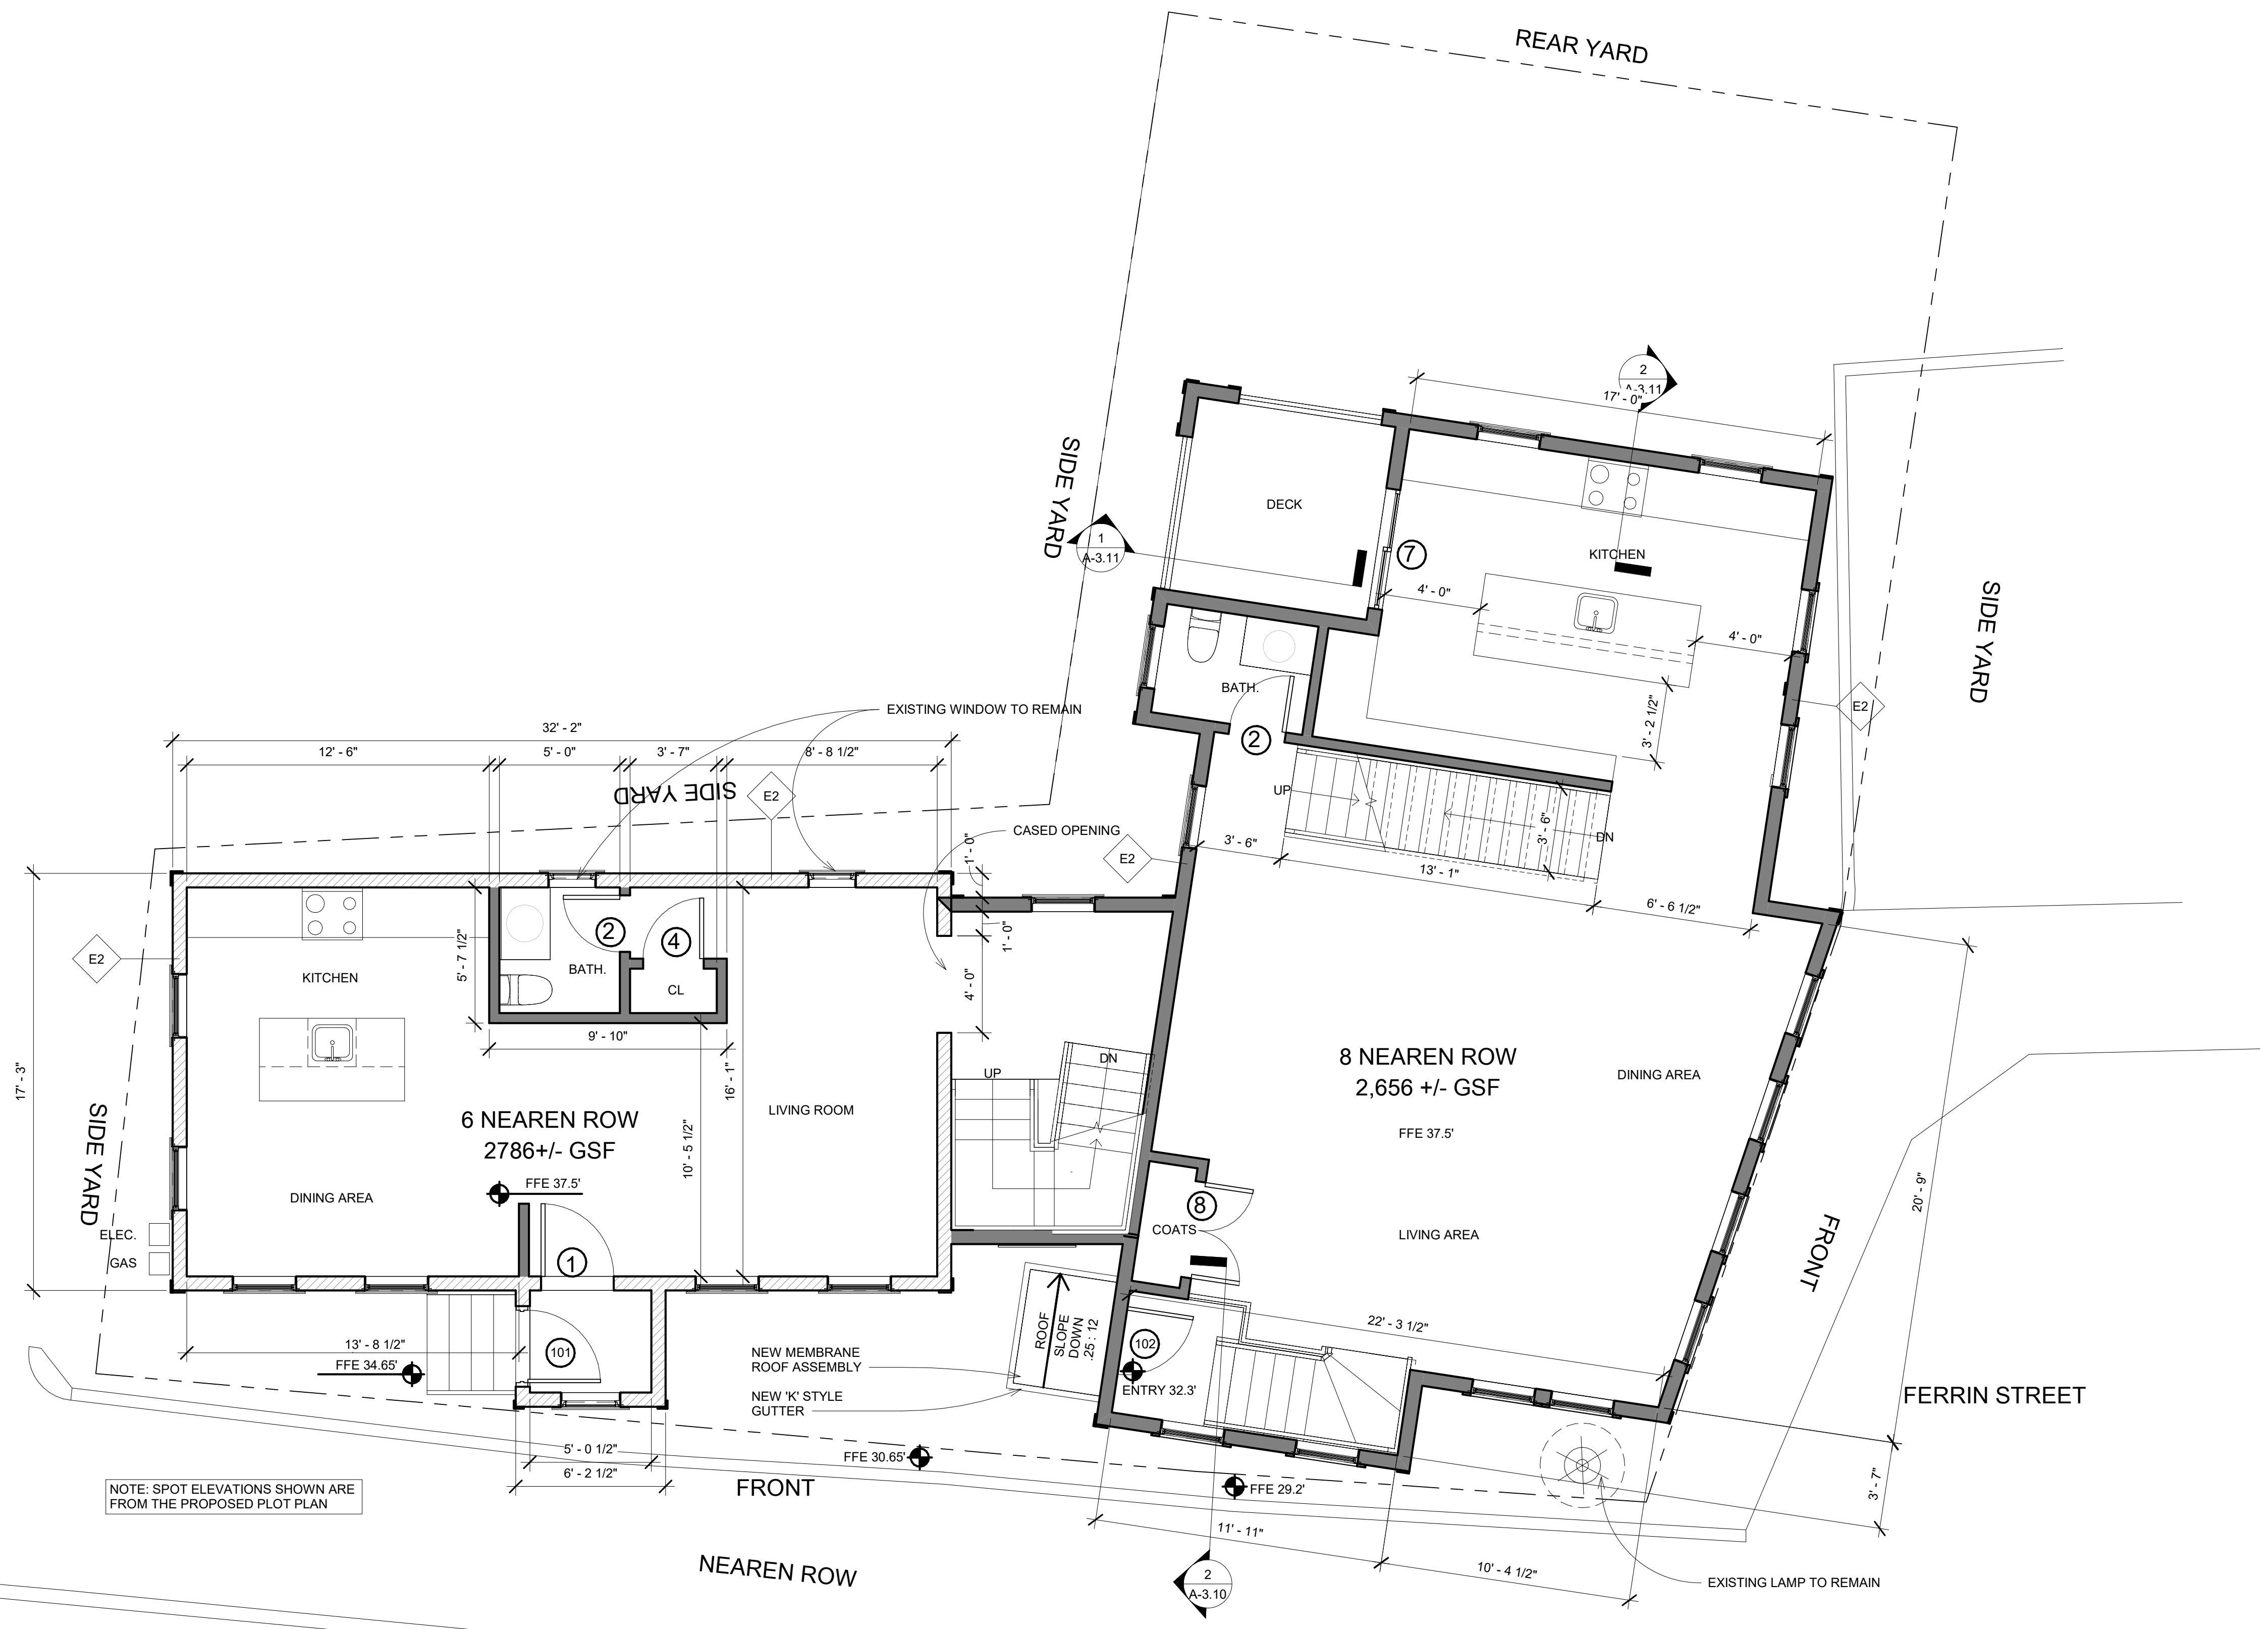 REAR YARD
2
A-3.11
17' - 0"
SIDE YARD
DECK
1
A-3.11
7
KITCHEN
4' - 0"
4' - 0"
SIDE YARD
BATH.
3' - 2 1/2"
E2
2
EXISTING WINDOW TO REMAIN
32' - 2"
12' - 6"
5' - 0"
3' - 7"
8' - 8 1/2"
SIDE YARD
E2
UP
3' - 6"
DN
CASED OPENING
1' - 0"
3' - 6"
E2
13' - 1"
6' - 6 1/2"
2
4
5' - 7 1/2"
1' - 0"
E2
BATH.
KITCHEN
CL
4' - 0"
9' - 10"
17' - 3"
16' - 1"
UP
DN
8 NEAREN ROW
2,656 +/- GSF
DINING AREA
LIVING ROOM
6 NEAREN ROW
2786+/- GSF
10' - 5 1/2"
FFE 37.5'
SIDE YARD
FFE 37.5'
DINING AREA
8
COATS
LIVING AREA
20' - 9"
FRONT
ELEC.
GAS
1
ROOF
SLOPE
DOWN
.25 : 12
22' - 3 1/2"
13' - 8 1/2"
101
102
NEW MEMBRANE
ROOF ASSEMBLY
FFE 34.65'
ENTRY 32.3'
NEW 'K' STYLE
GUTTER
FERRIN STREET
5' - 0 1/2"
6' - 2 1/2"
FFE 30.65'
FRONT
FFE 29.2'
3' - 7"
NOTE: SPOT ELEVATIONS SHOWN ARE
FROM THE PROPOSED PLOT PLAN
11' - 11"
10' - 4 1/2"
NEAREN ROW
2
A-3.10
EXISTING LAMP TO REMAIN